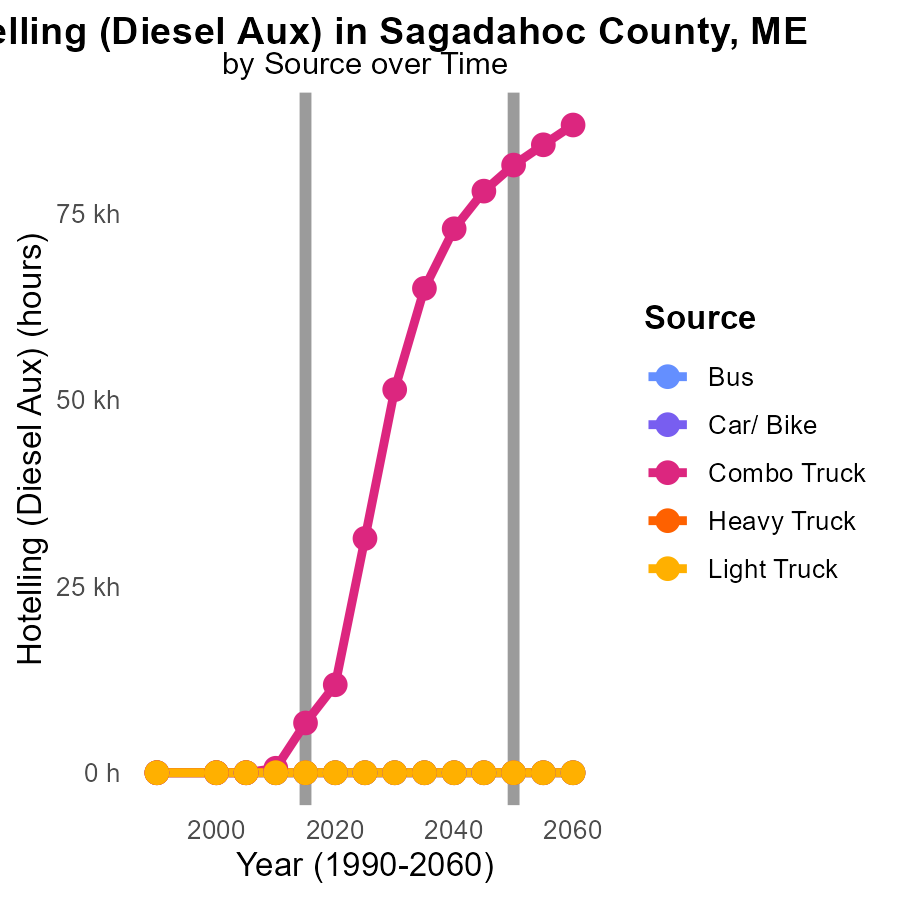 elling (Diesel Aux) in Sagadahoc County, ME
by Source over Time
Hotelling (Diesel Aux) (hours)
75 kh
50 kh
25 kh
0 h
2000 2020 2040 2060
Year (1990-2060)
Source
Bus
Car/ Bike
Combo Truck
Heavy Truck
Light Truck